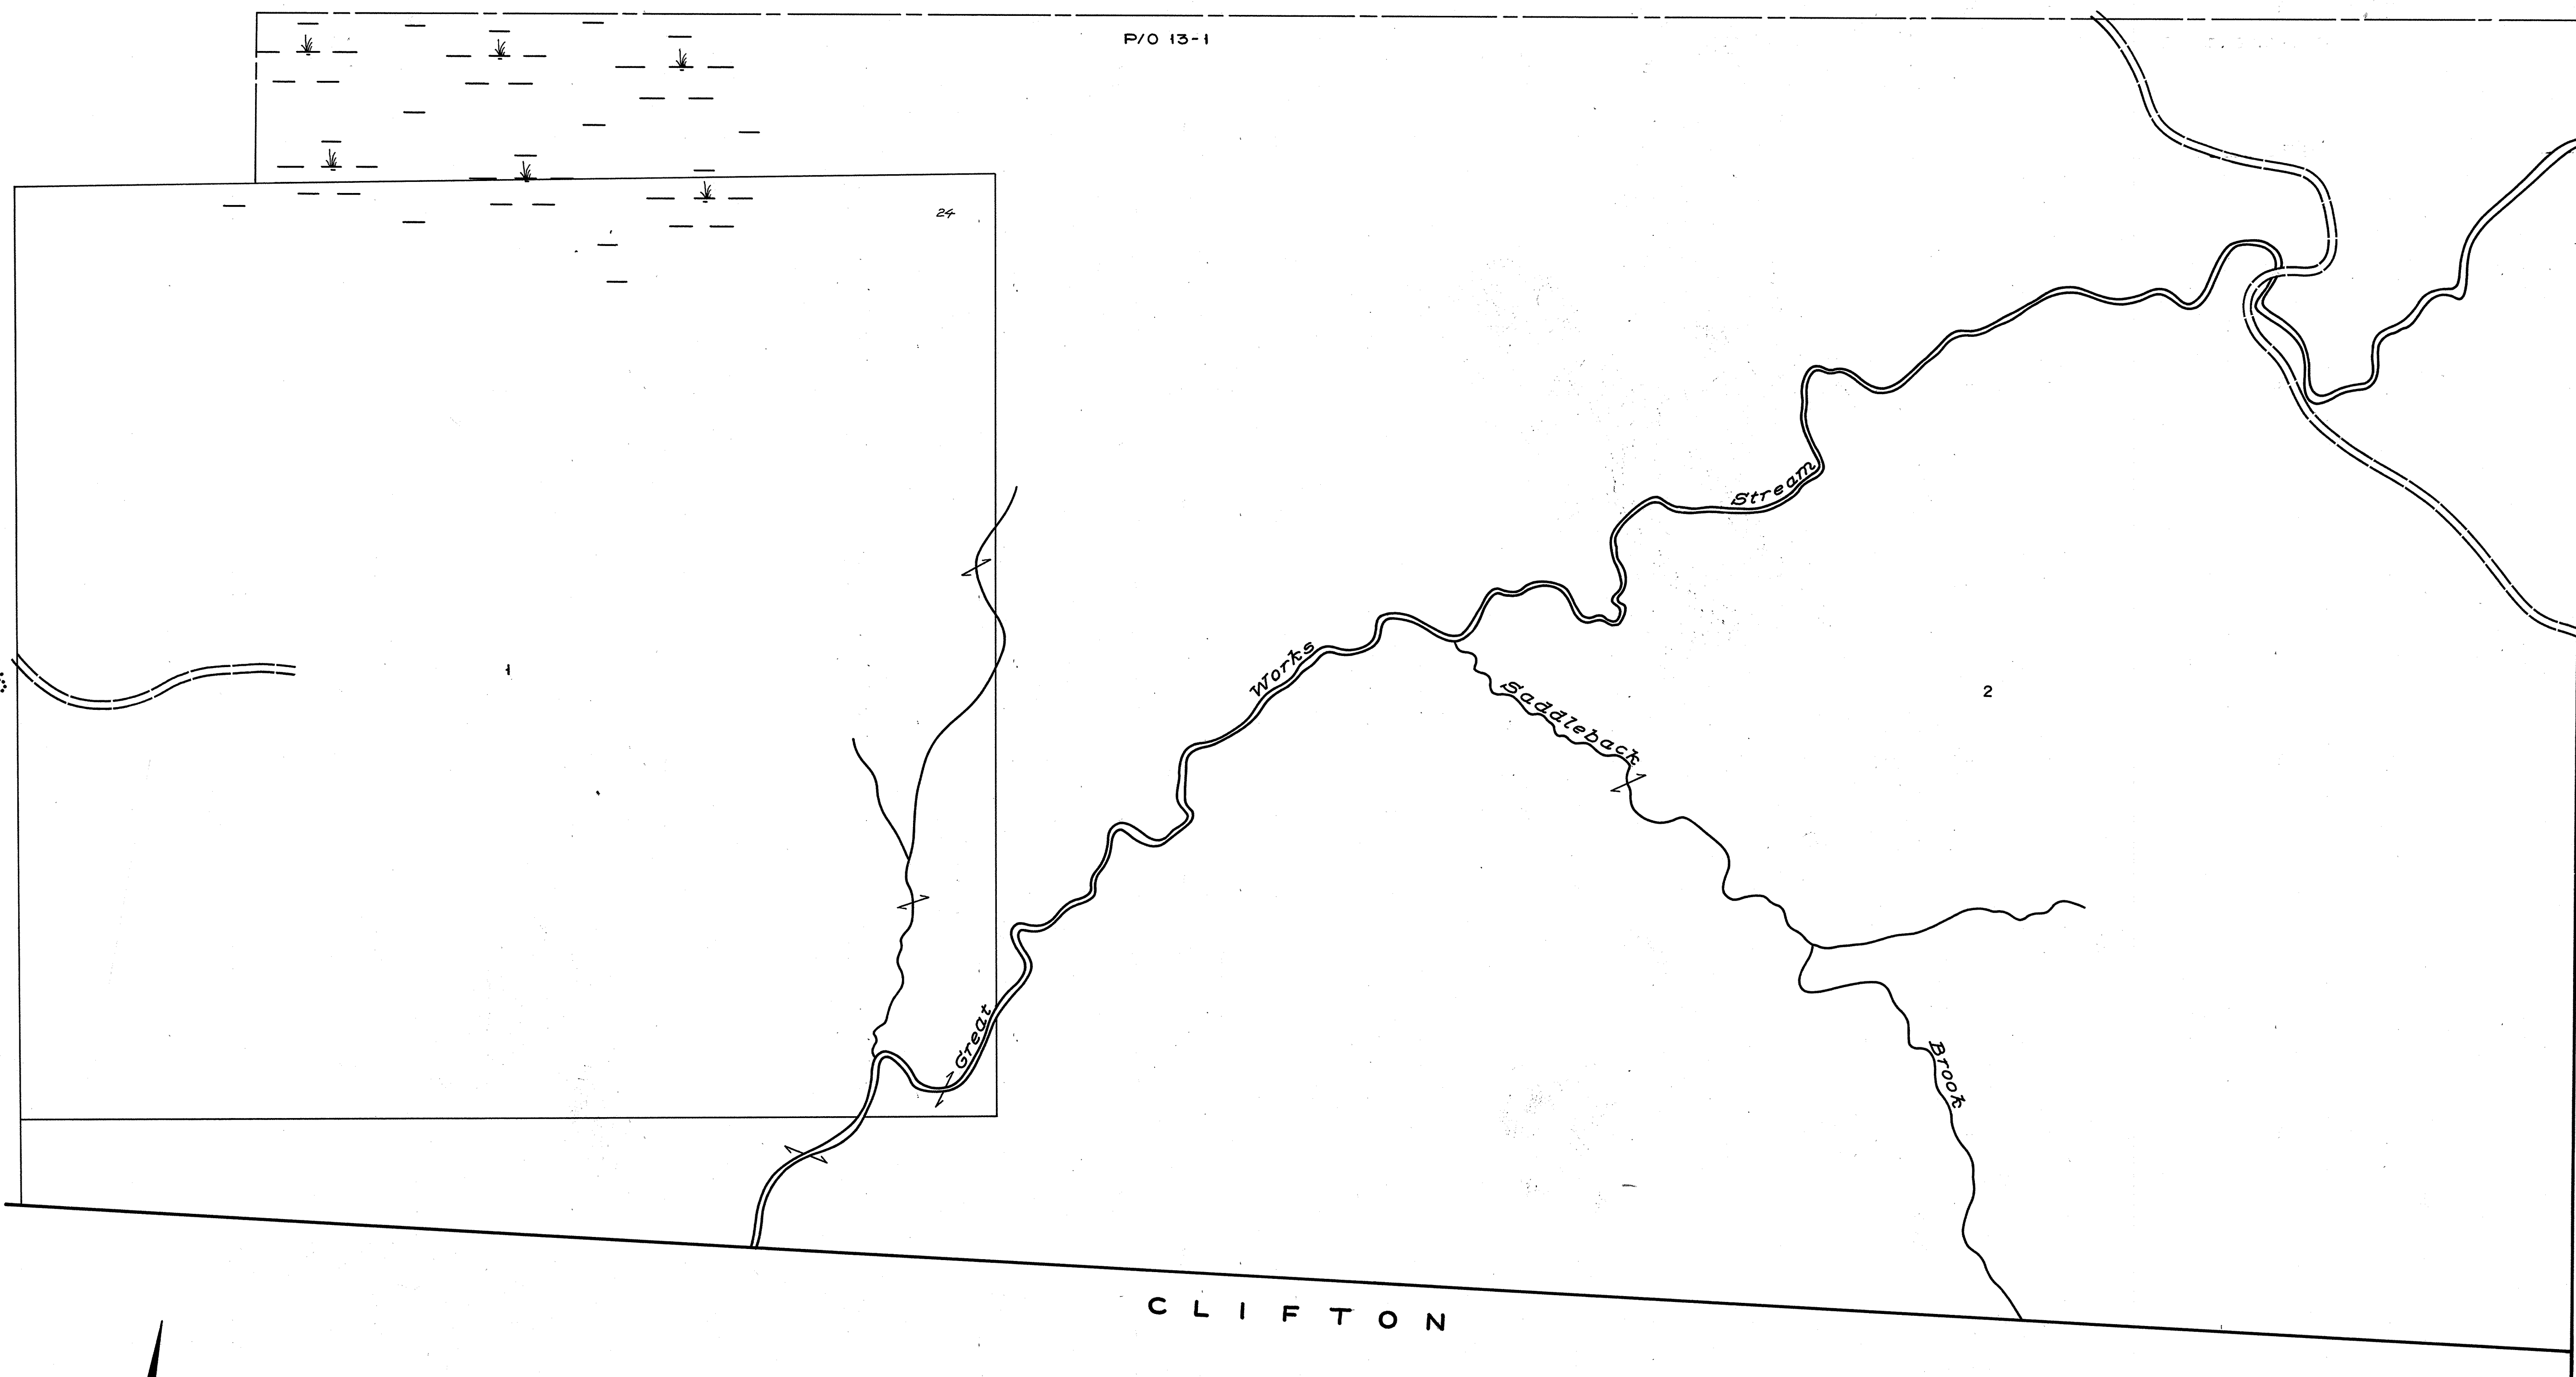 P/O 13-1
24
Stream
Works
1
Saddleback
2
Great
Brook
CLIFTON